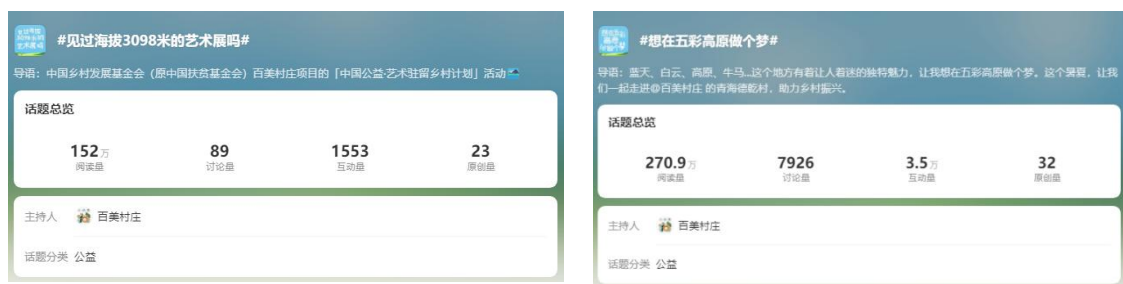 #见过海拔3098米的艺术展吗#
导语：中国乡村发展基金会（原中国扶贫基金会）百美村庄项目的「中国公益·艺术驻留乡村计划」活动
话题总览
152万 89 1553 23
阅读量 讨论量 互动量 原创量
主持人 百美村庄
话题分类 公益
#想在五彩高原做个梦#
导语：蓝天、白云、高原、牛马...这个地方有着让人着迷的独特魅力，让我想在五彩高原做个梦。这个暑夏，让我
们一起走进@百美村庄 的青海德乾村，助力乡村振兴。
话题总览
270.9万 7926 3.5万 32
阅读量 讨论量 互动量 原创量
主持人 百美村庄
话题分类 公益